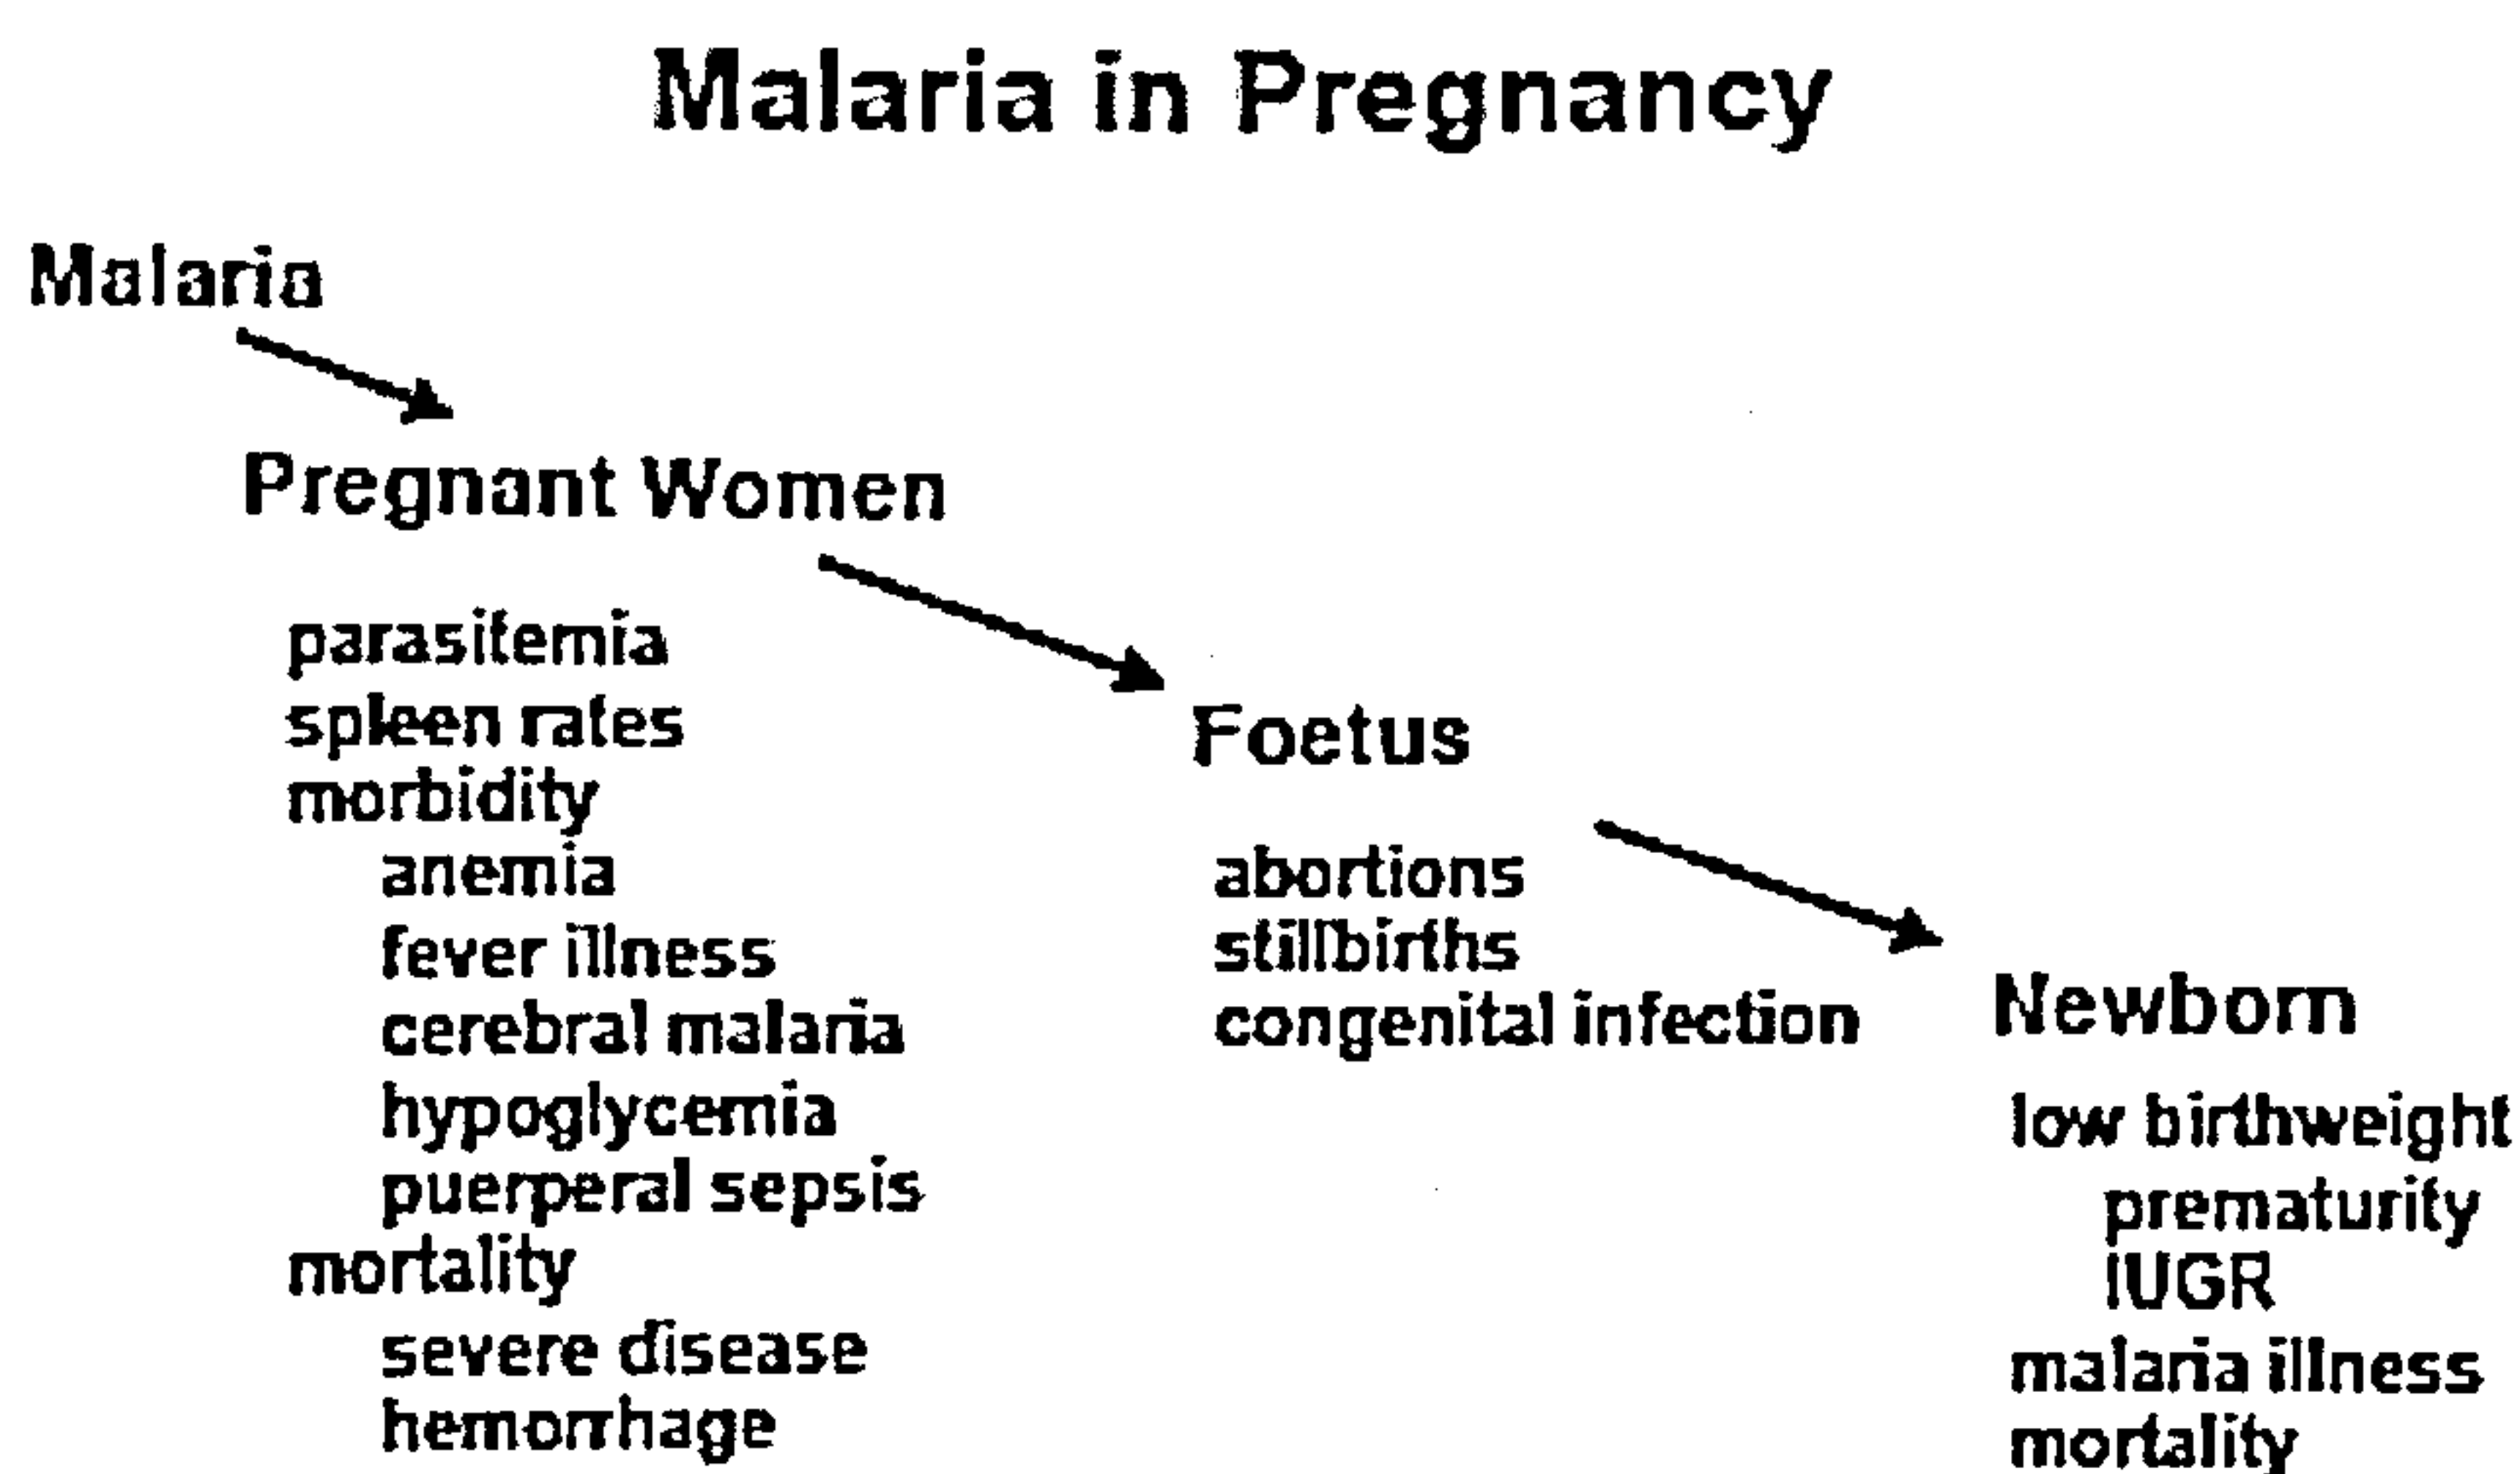 Malaria in Pregnancy
Malaria
Pregnant Women
parasitemia
spleen rates
morbidity
anemia
fever illness
cerebral malaria
hypoglycemia
puerperal sepsis
mortality
severe disease
hemorrhage
Foetus
abortions
stillbirths
congenital infection
Newborn
low birthweight
prematurity
IUGR
malaria illness
mortality